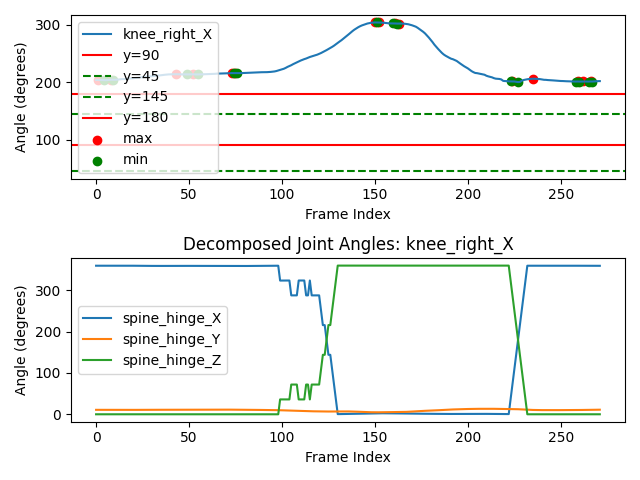 300
200
100
Angle (degrees)
knee_right_X
y=90
y=45
y=145
y=180
max
min
0
50
100
150
200
250
Frame Index
Decomposed Joint Angles: knee_right_X
300
200
100
0
Angle (degrees)
spine_hinge_X
spine_hinge_Y
spine_hinge_Z
0
50
100
150
200
250
Frame Index